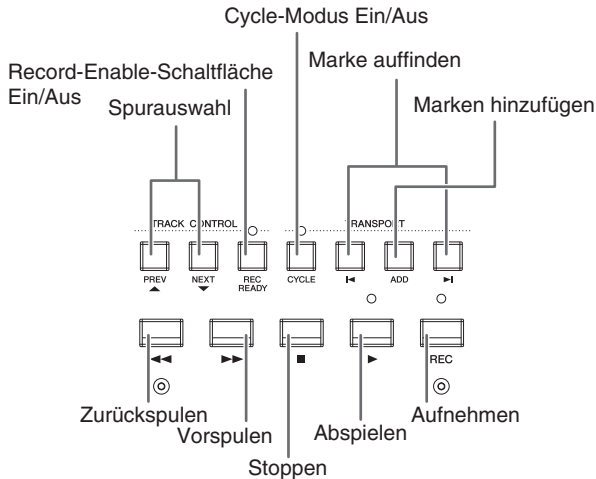 Cycle-Modus Ein/Aus
Record-Enable-Schaltfläche
Ein/Aus
Marke auffinden
Spurauswahl
Marken hinzufügen
TRACK CONTROL
TRANSPORT
PREV
NEXT
REC
READY
CYCLE
ADD
REC
Zurückspulen
Vorspulen
Stoppen
Abspielen
Aufnehmen